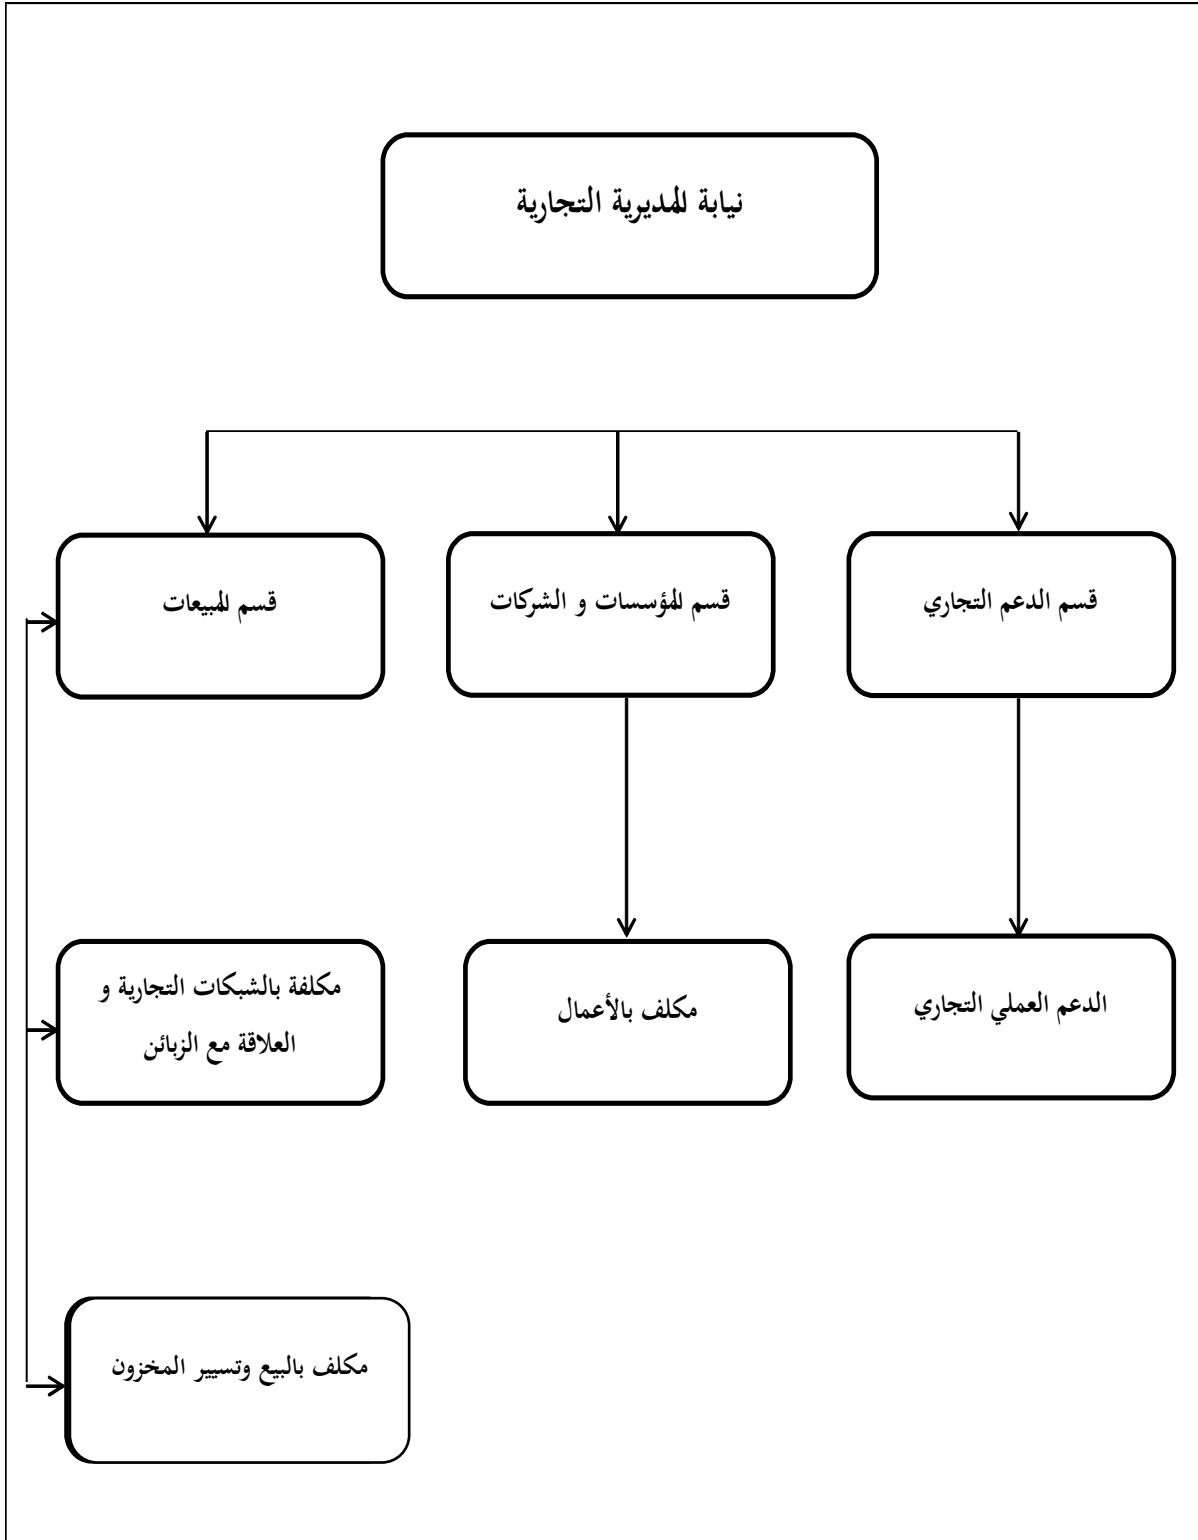 نيابة المديرية التجارية
قسم الدعم التجاري
قسم المؤسسات و الشركات
قسم المبيعات
الدعم العملي التجاري
مكلف بالأعمال
مكلفة بالشبكات التجارية و
العلاقة مع الزبائن
مكلف بالبيع وتسيير المخزون